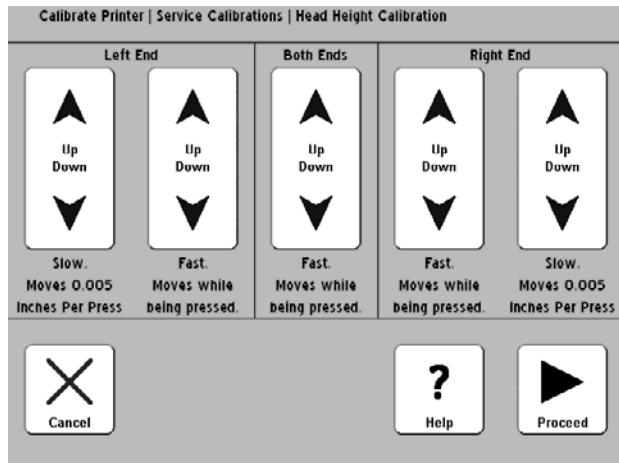 Calibrate Printer | Service Calibrations | Head Height Calibration
Left End
Both Ends
Right End
Up
Down
Up
Down
Up
Down
Up
Down
Up
Down
Slow.
Moves 0.005
Inches Per Press
Fast.
Moves while
being pressed.
Fast.
Moves while
being pressed.
Fast.
Moves while
being pressed.
Slow.
Moves 0.005
Inches Per Press
Cancel
?
Help
Proceed